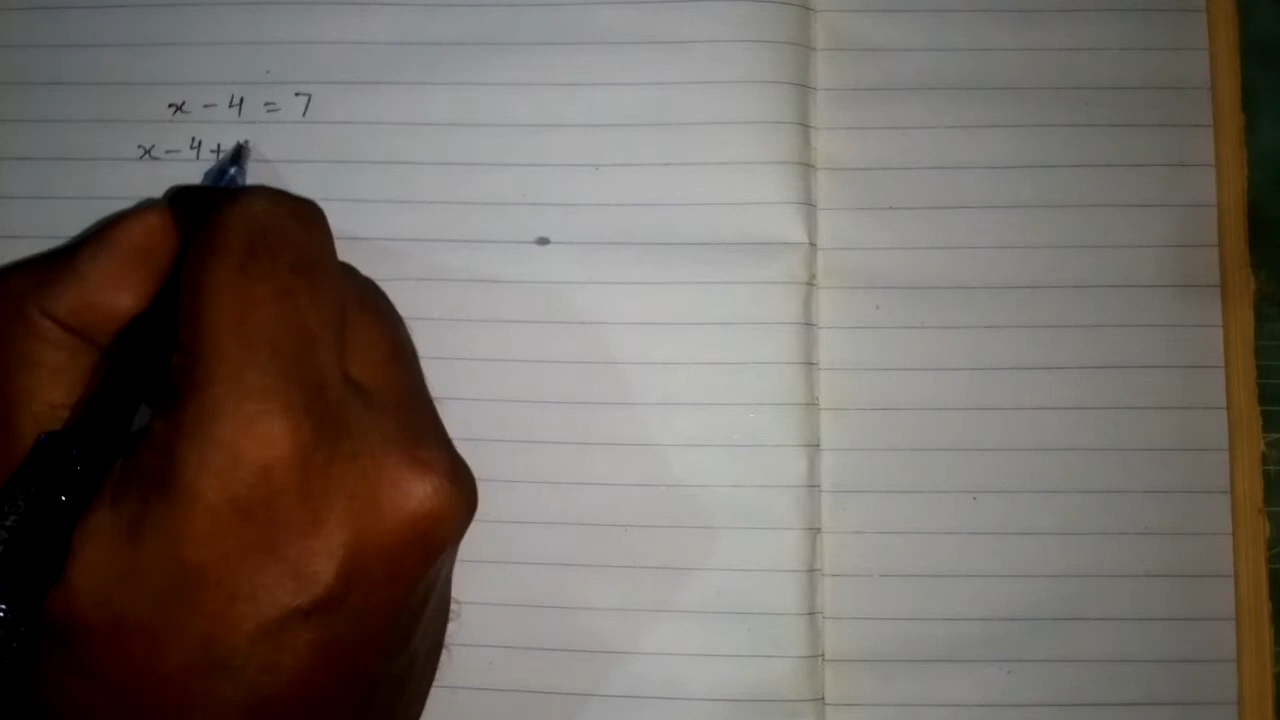 x - 4 = 7
x - 4 +